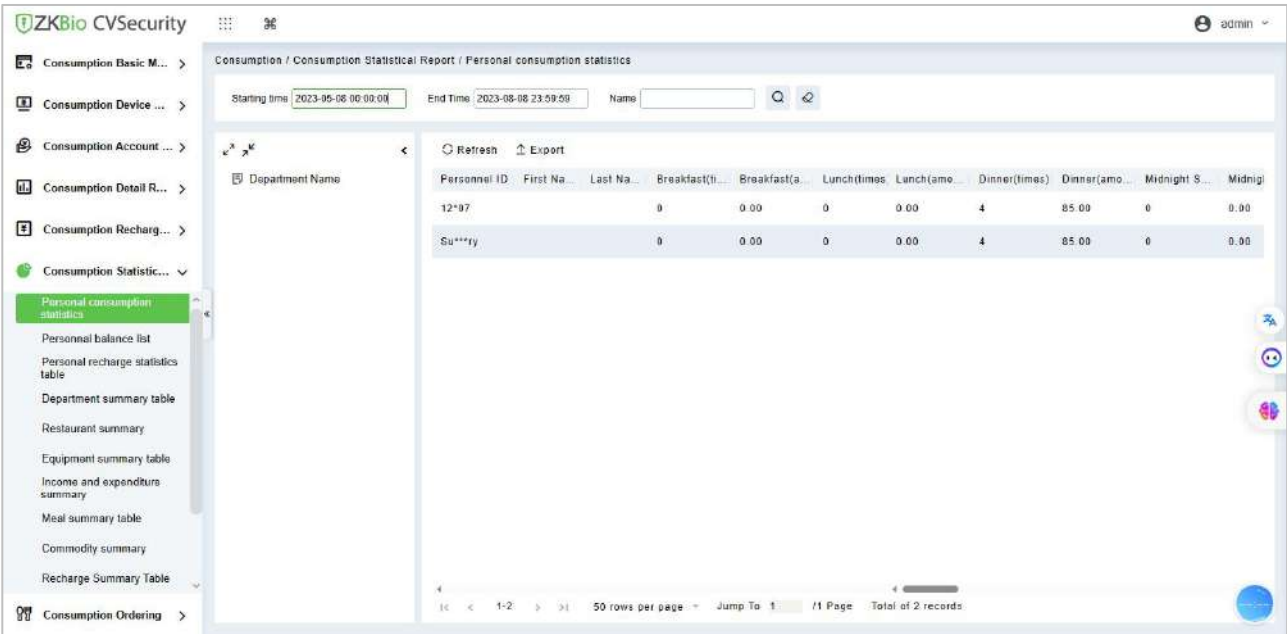 ZKBio CVSecurity
admin
Consumption Basic M...
Consumption / Consumption Statistical Report / Personal consumption statistics
Consumption Device ...
Starting time 2023-05-08 00:00:00 End Time 2023-08-08 23:59:59 Name
Consumption Account ...
Refresh Export
Consumption Detail R...
Department Name
Personnel ID First Na... Last Na... Breakfast(ti... Breakfast(a... Lunch(times) Lunch(amo... Dinner(times) Dinner(amo... Midnight S... Midnigl
12*07 0 0.00 0 0.00 4 85.00 0 0.00
Su***ry 0 0.00 0 0.00 4 85.00 0 0.00
Consumption Recharg...
Consumption Statistic...
Personal consumption
statistics
Personnal balance list
Personal recharge statistics
table
Department summary table
Restaurant summary
Equipment summary table
Income and expenditure
summary
Meal summary table
Commodity summary
Recharge Summary Table
Consumption Ordering
1-2 50 rows per page Jump To 1 /1 Page Total of 2 records